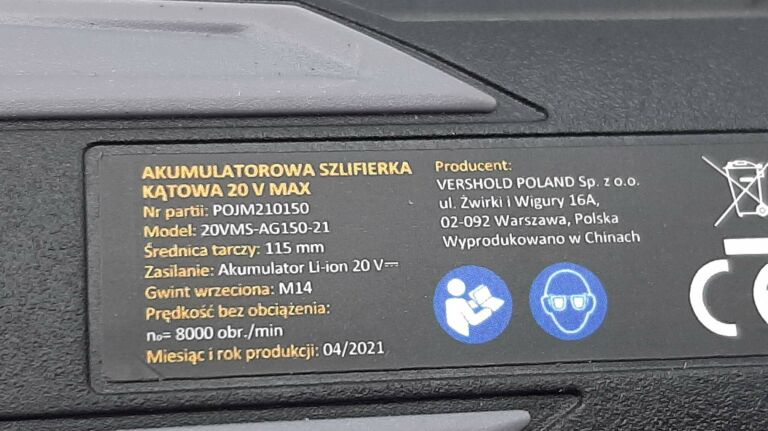 AKUMULATOROWA SZLIFIERKA
KĄTOWA 20 V MAX
Nr partii: POJM210150
Model: 20VMS-AG150-21
Średnica tarczy: 115 mm
Zasilanie: Akumulator Li-ion 20 V⎓
Gwint wrzeciona: M14
Prędkość bez obciążenia:
n₀= 8000 obr./min
Miesiąc i rok produkcji: 04/2021
Producent:
VERSHOLD POLAND Sp. z o.o.
ul. Żwirki i Wigury 16A,
02-092 Warszawa, Polska
Wyprodukowano w Chinach
CE